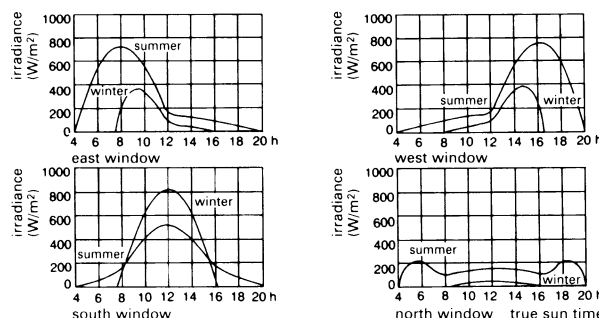 irradiance
(W/m²)
1000
800
600
400
200
0
summer
winter
4 6 8 10 12 14 16 18 20 h
east window
irradiance
(W/m²)
1000
800
600
400
200
0
summer
winter
4 6 8 10 12 14 16 18 20 h
west window
irradiance
(W/m²)
1000
800
600
400
200
0
winter
summer
4 6 8 10 12 14 16 18 20 h
south window
irradiance
(W/m²)
1000
800
600
400
200
0
summer
winter
4 6 8 10 12 14 16 18 20 h
north window true sun time